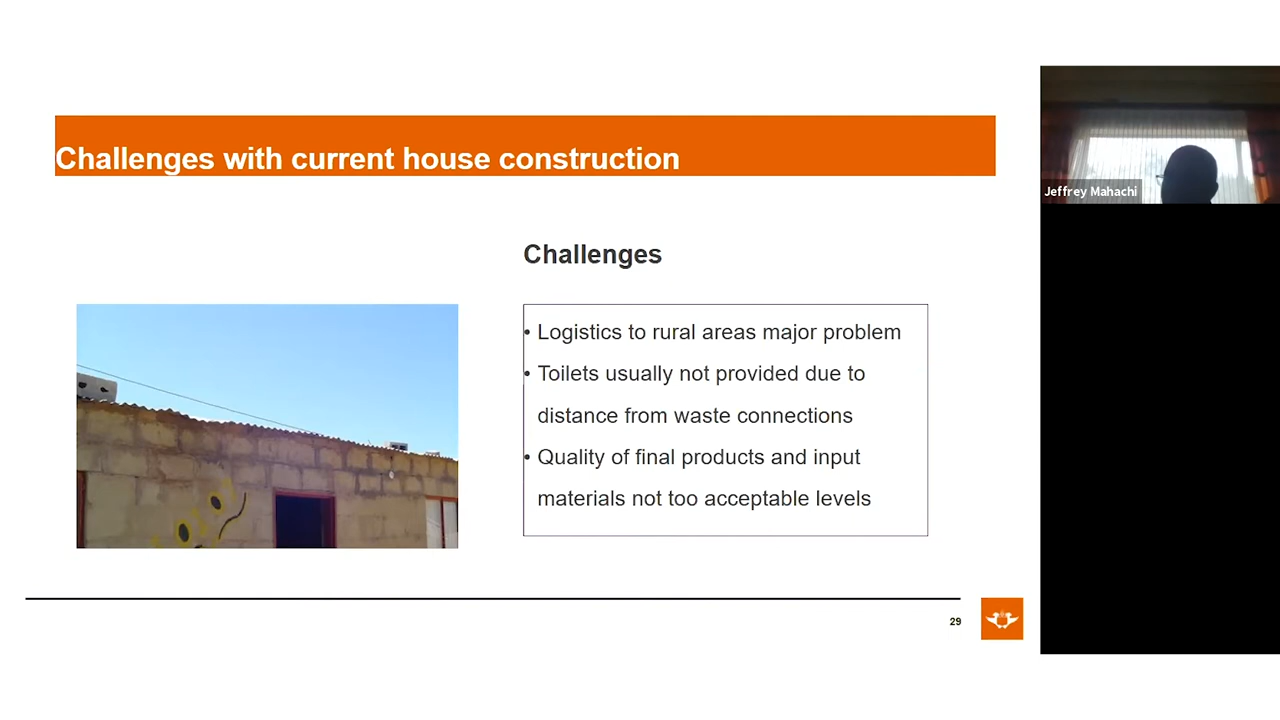 Challenges with current house construction
Jeffrey Mahachi
Challenges
• Logistics to rural areas major problem
• Toilets usually not provided due to
distance from waste connections
• Quality of final products and input
materials not too acceptable levels
29